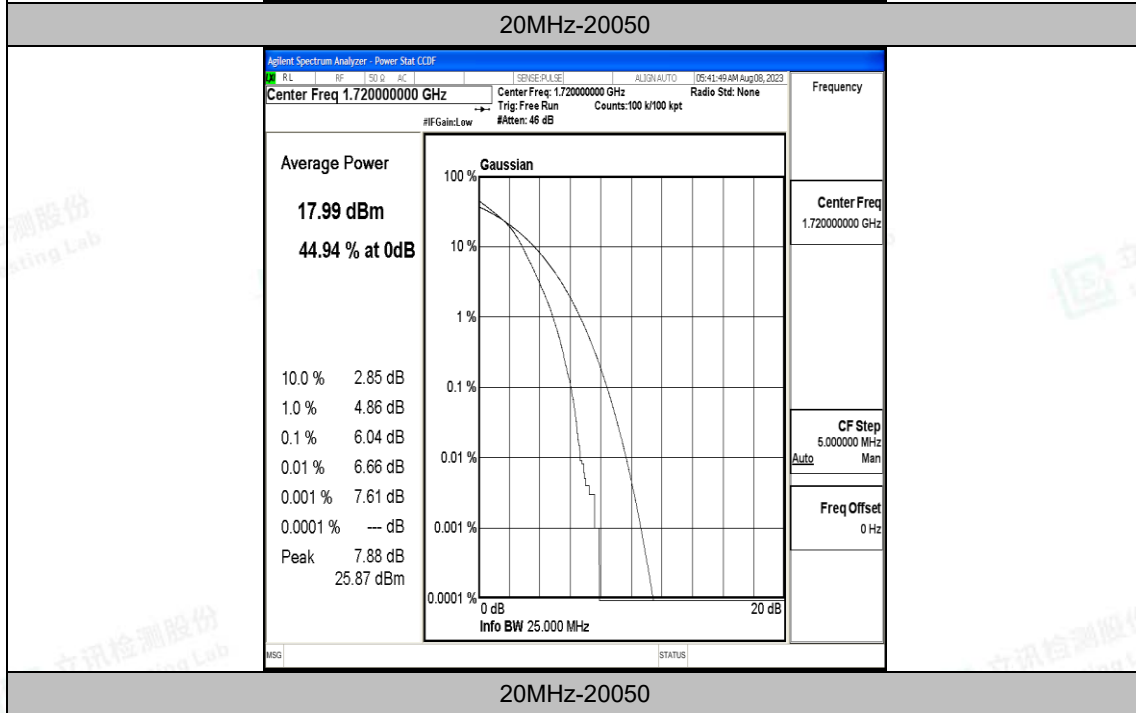 20MHz-20050
Agilent Spectrum Analyzer - Power Stat CCDF
RL RF 50 Ω AC SENSE:PULSE ALIGN AUTO 05:41:49 AM Aug 08, 2023
Center Freq 1.720000000 GHz
Center Freq: 1.720000000 GHz Radio Std: None
Trig: Free Run Counts:100 k/100 kpt
#IFGain:Low #Atten: 46 dB
Frequency
Average Power
17.99 dBm
44.94 % at 0dB
10.0 % 2.85 dB
1.0 % 4.86 dB
0.1 % 6.04 dB
0.01 % 6.66 dB
0.001 % 7.61 dB
0.0001 % --- dB
Peak 7.88 dB
25.87 dBm
Gaussian
100 %
10 %
1 %
0.1 %
0.01 %
0.001 %
0.0001 %
0 dB 20 dB
Info BW 25.000 MHz
Center Freq
1.720000000 GHz
CF Step
5.000000 MHz
Auto Man
Freq Offset
0 Hz
MSG STATUS
20MHz-20050